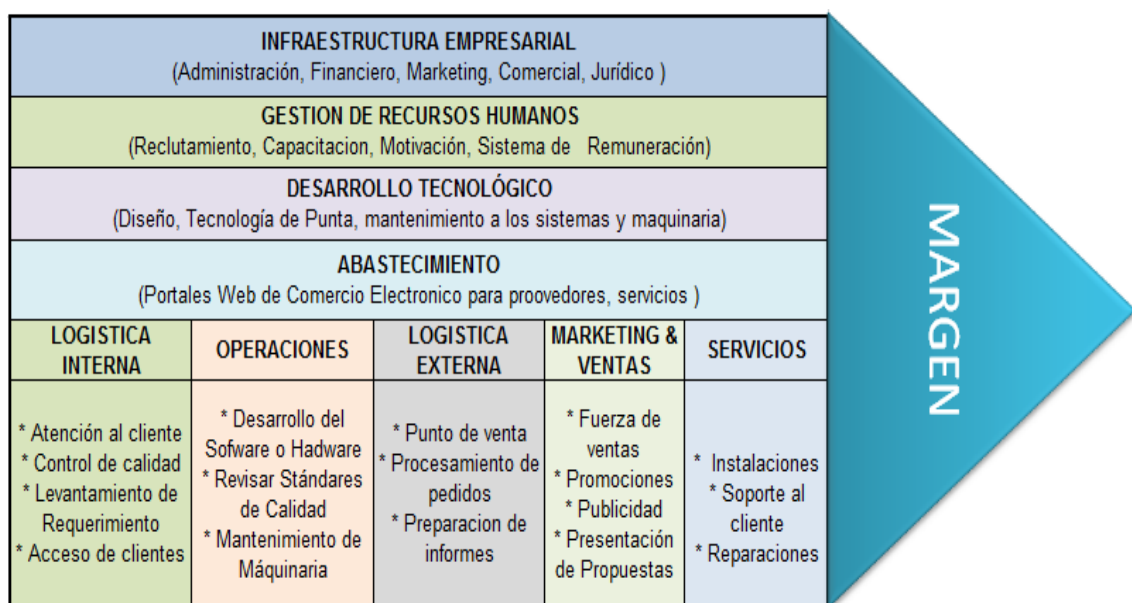 INFRAESTRUCTURA EMPRESARIAL
(Administración, Financiero, Marketing, Comercial, Jurídico )
GESTION DE RECURSOS HUMANOS
(Reclutamiento, Capacitacion, Motivación, Sistema de Remuneración)
DESARROLLO TECNOLÓGICO
(Diseño, Tecnología de Punta, mantenimiento a los sistemas y maquinaria)
ABASTECIMIENTO
(Portales Web de Comercio Electronico para proovedores, servicios )
LOGISTICA
INTERNA
* Atención al cliente
* Control de calidad
* Levantamiento de
Requerimiento
* Acceso de clientes
OPERACIONES
* Desarrollo del
Sofware o Hadware
* Revisar Stándares
de Calidad
* Mantenimiento de
Máquinaria
LOGISTICA
EXTERNA
* Punto de venta
* Procesamiento de
pedidos
* Preparacion de
informes
MARKETING &
VENTAS
* Fuerza de
ventas
* Promociones
* Publicidad
* Presentación
de Propuestas
SERVICIOS
* Instalaciones
* Soporte al
cliente
* Reparaciones
MARGEN